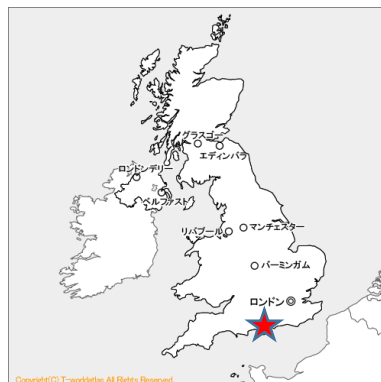 グラスゴー
エディンバラ
ロンドンデリー
ベルファスト
リバプール
マンチェスター
バーミンガム
ロンドン
Copyright(C) T-worldatlas All Rights Reserved